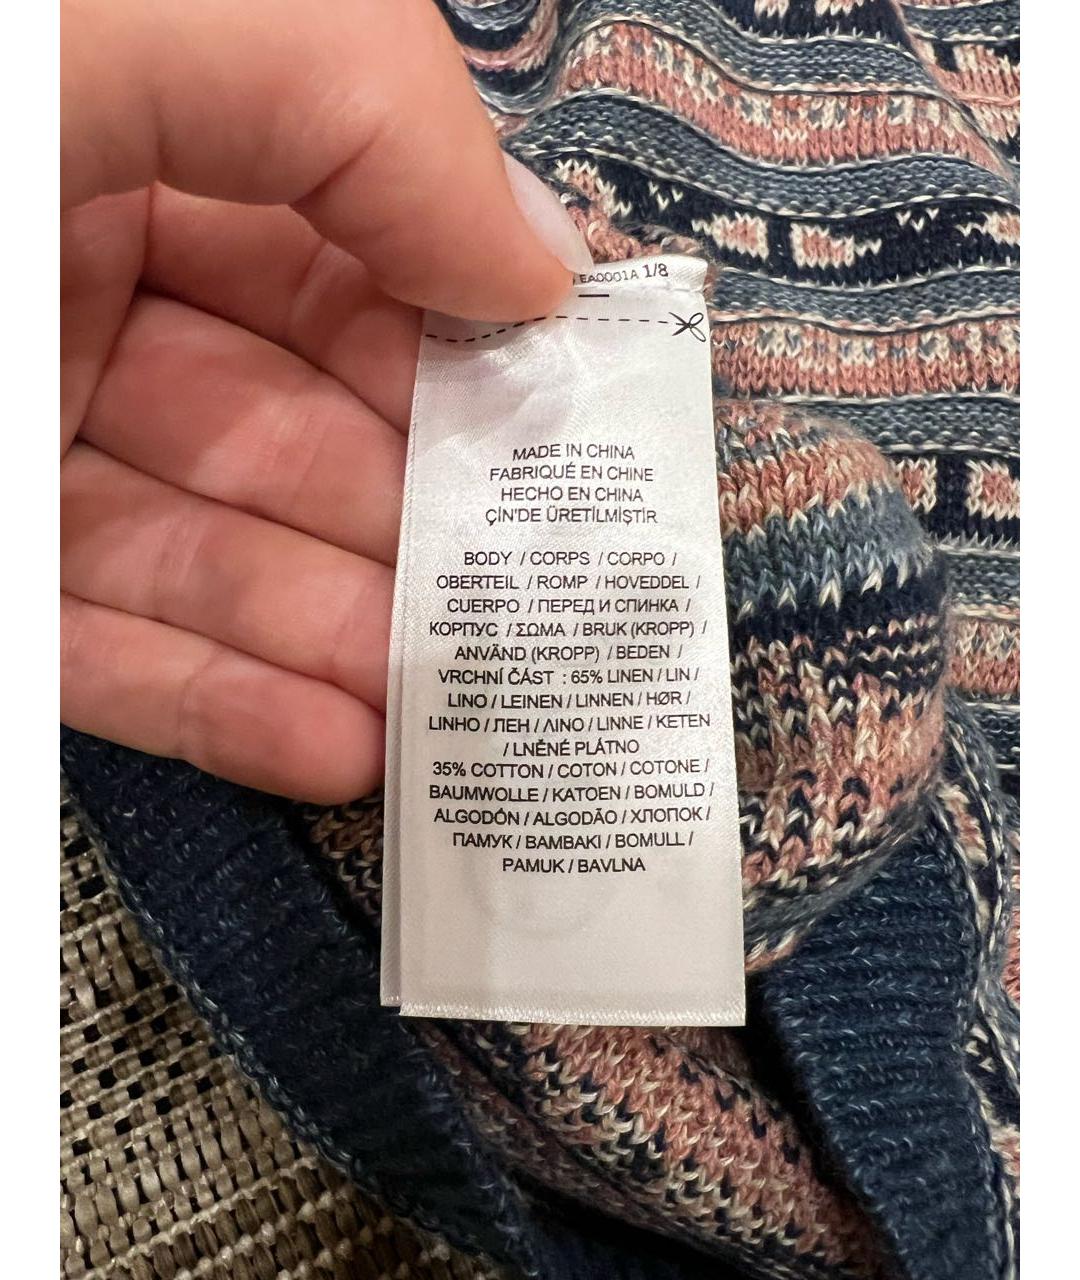 EA0001A 1/8
MADE IN CHINA
FABRIQUÉ EN CHINE
HECHO EN CHINA
ÇİN'DE ÜRETİLMİŞTİR
BODY / CORPS / CORPO /
OBERTEIL / ROMP / HOVEDDEL /
CUERPO / ПЕРЕД И СПИНКА /
КОРПУС / ΣΩΜΑ / BRUK (KROPP) /
ANVÄND (KROPP) / BEDEN /
VRCHNÍ ČÁST : 65% LINEN / LIN /
LINO / LEINEN / LINNEN / HØR /
LINHO / ЛЕН / ΛΙΝΟ / LINNE / KETEN
/ LNĚNÉ PLÁTNO
35% COTTON / COTON / COTONE /
BAUMWOLLE / KATOEN / BOMULD /
ALGODÓN / ALGODÃO / ХЛОПОК /
ПАМУК / BAMBAKI / BOMULL /
PAMUK / BAVLNA